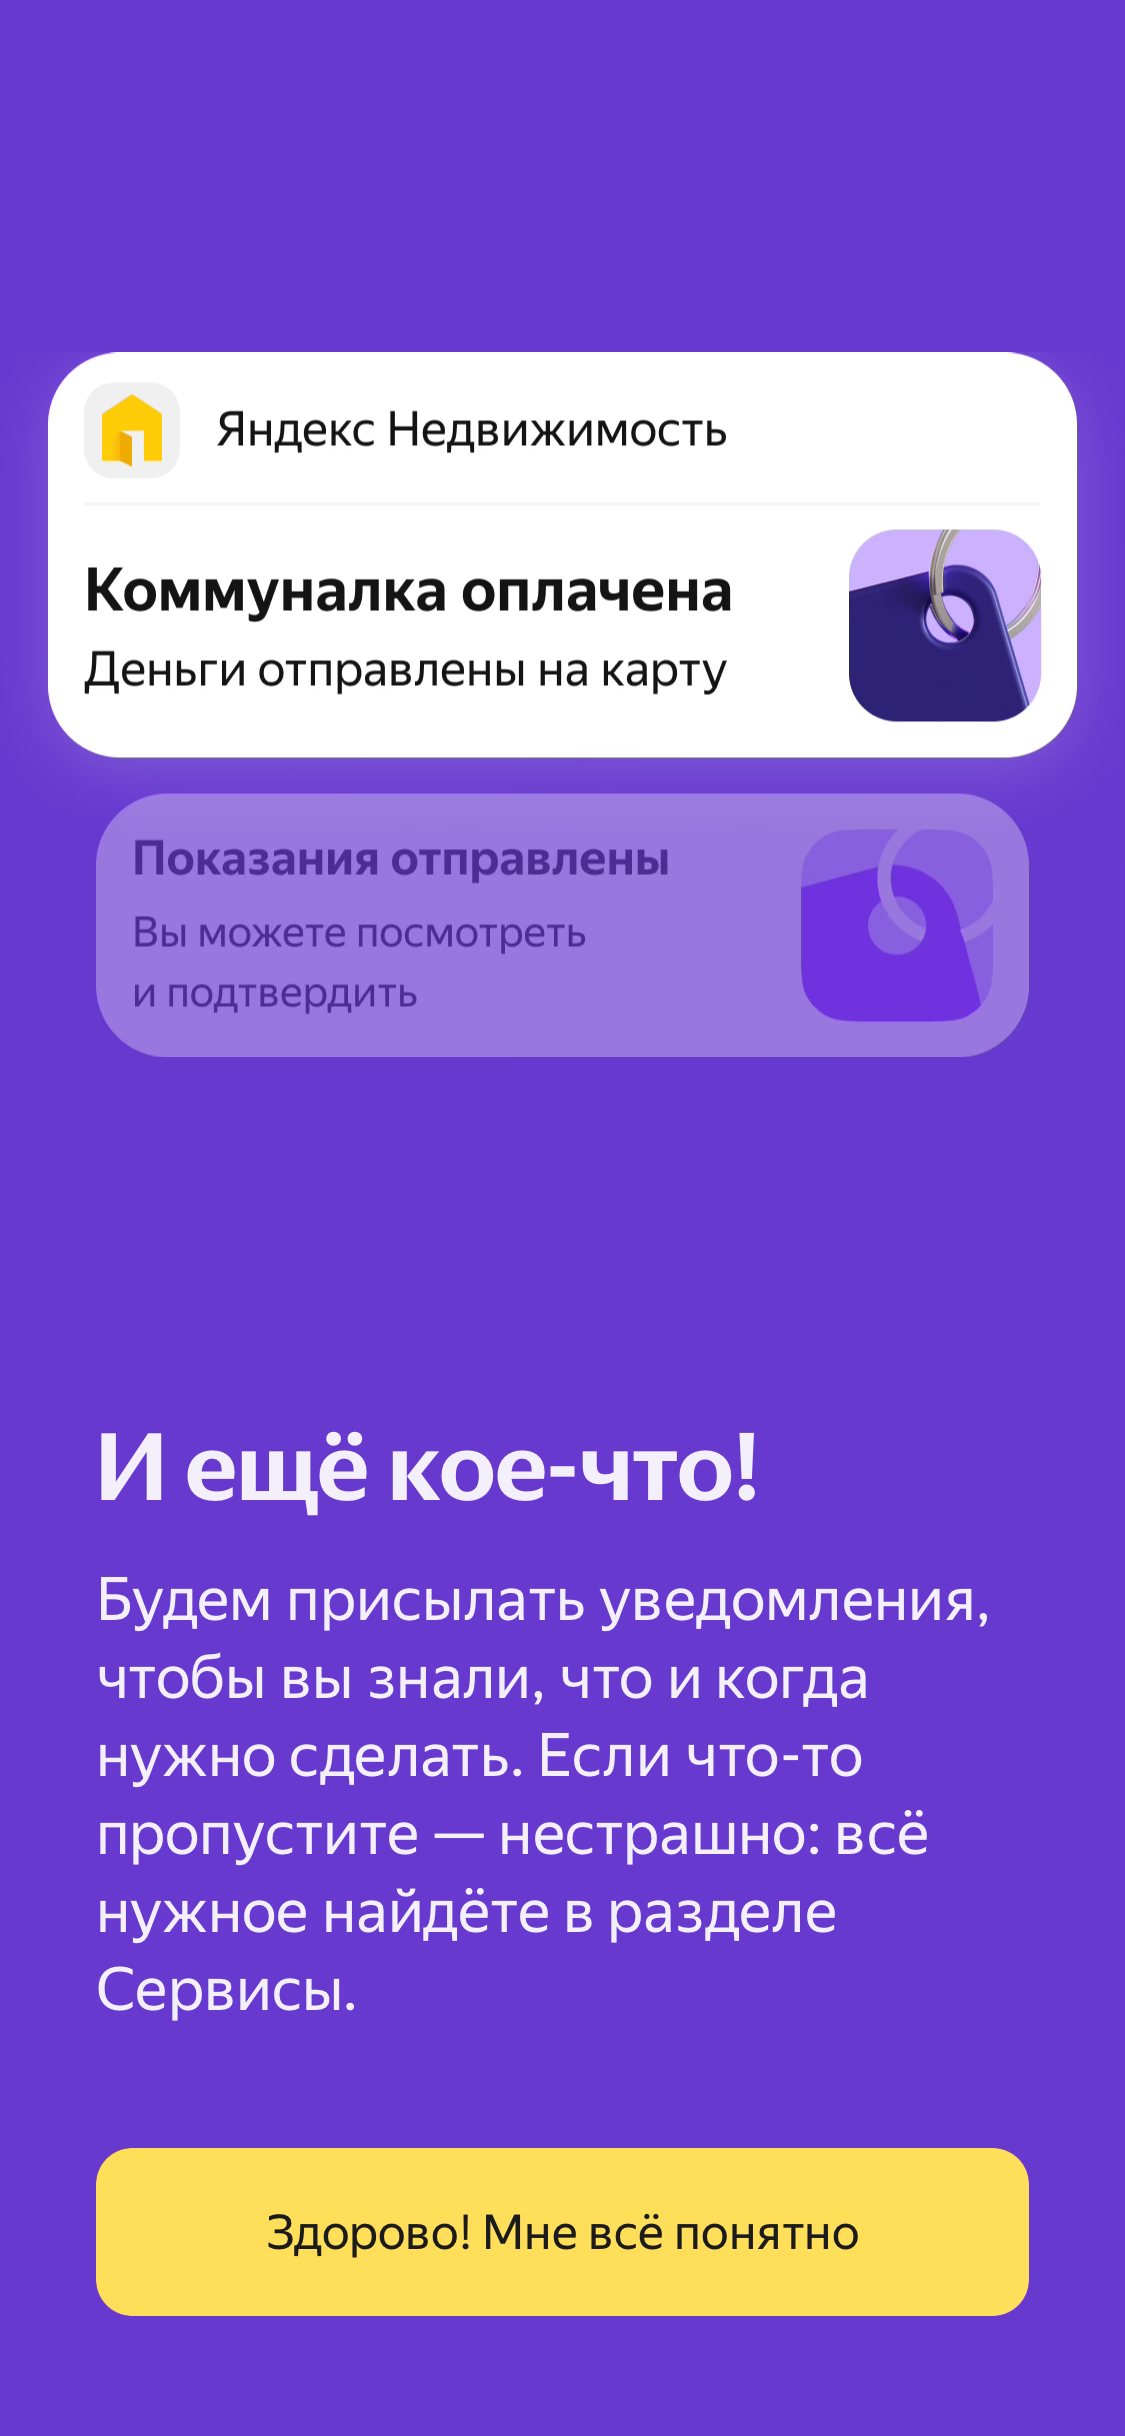 Яндекс Недвижимость
Коммуналка оплачена
Деньги отправлены на карту
Показания отправлены
Вы можете посмотреть
и подтвердить
И ещё кое-что!
Будем присылать уведомления,
чтобы вы знали, что и когда
нужно сделать. Если что-то
пропустите — нестрашно: всё
нужное найдёте в разделе
Сервисы.
Здорово! Мне всё понятно